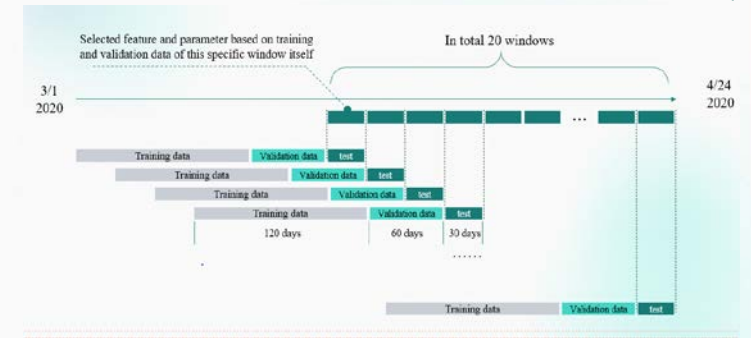 Selected feature and parameter based on training
and validation data of this specific window itself
In total 20 windows
3/1
2020
4/24
2020
...
Training data Validation data test
Training data Validation data test
Training data Validation data test
Training data Validation data test
120 days 60 days 30 days
......
Training data Validation data test